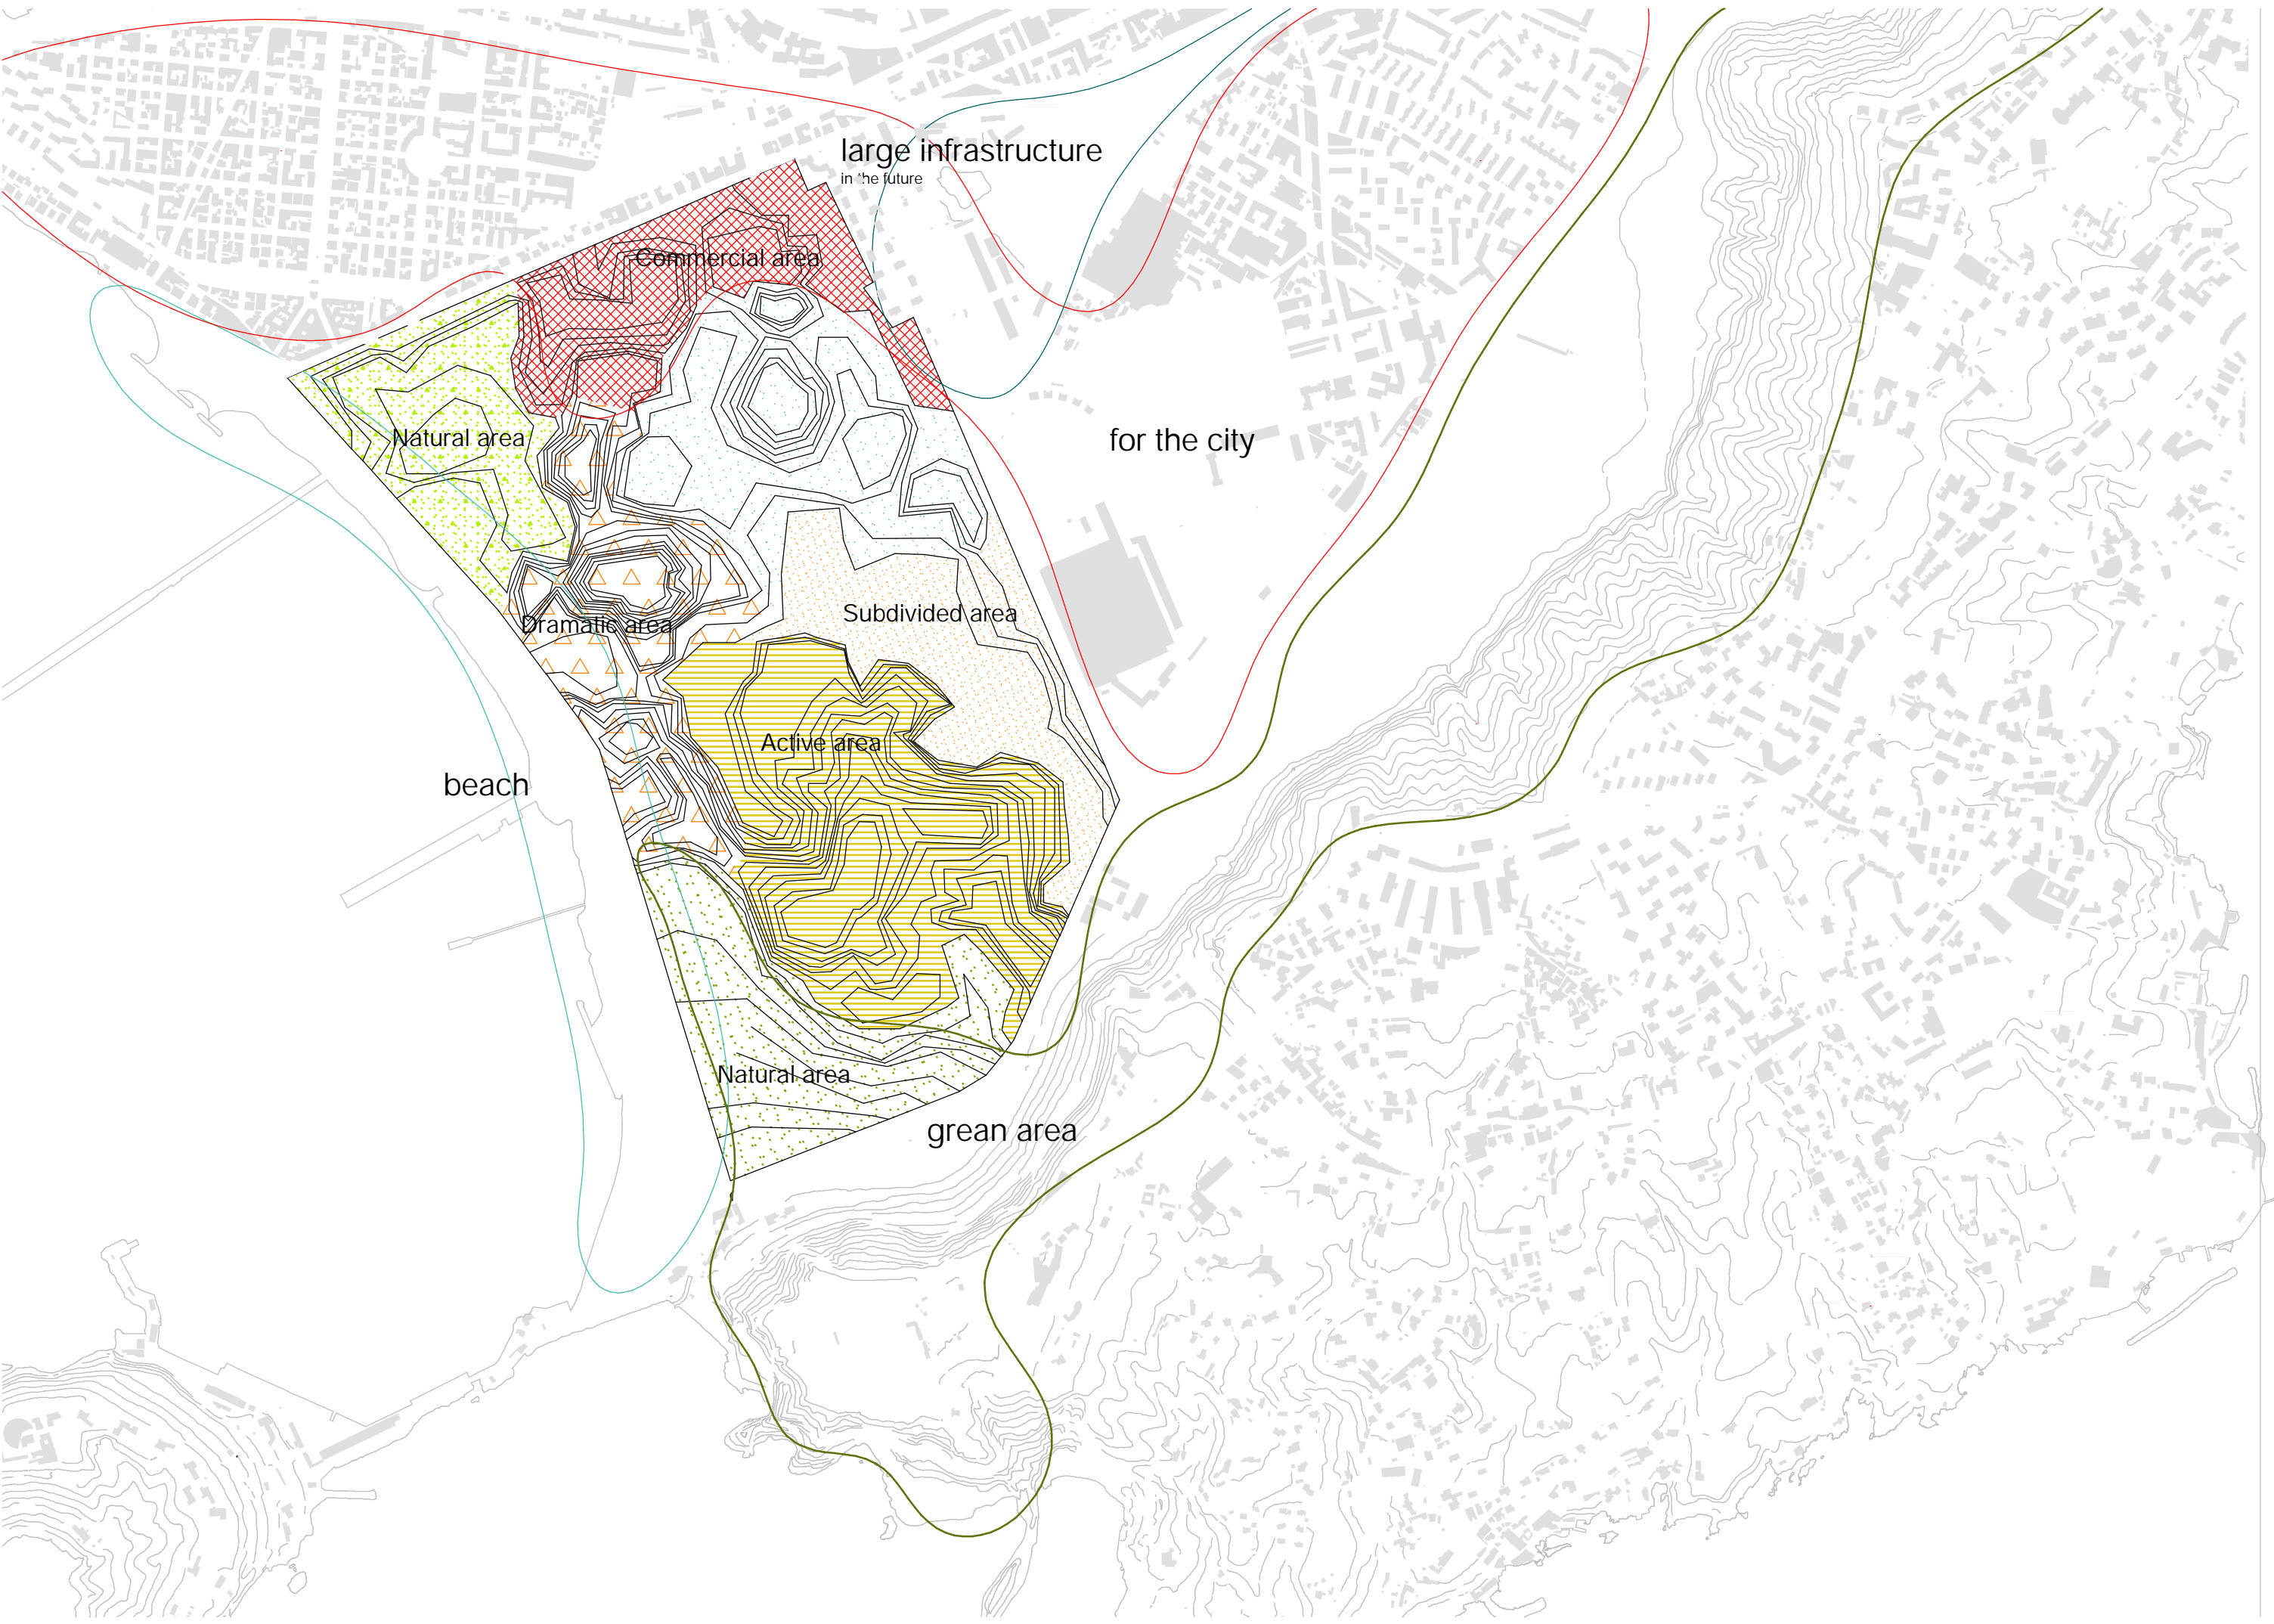 large infrastructure
in the future
Commercial area
Natural area
for the city
Subdivided area
Dramatic area
Active area
beach
Natural area
grean area